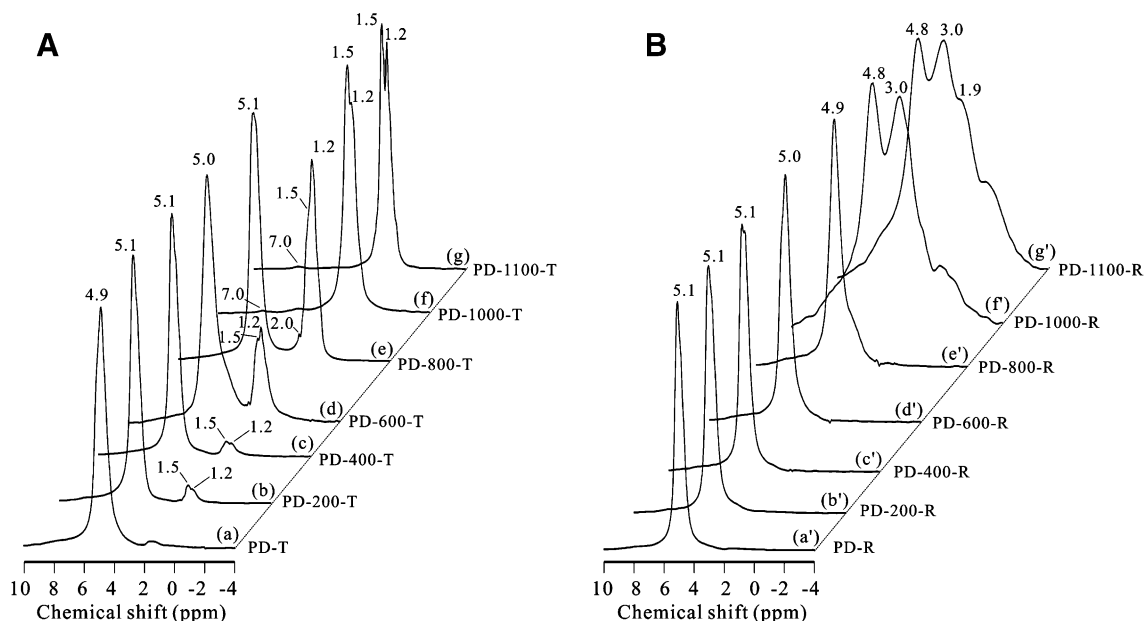 A
1.5
1.2
1.5
1.2
5.1
1.2
5.0
1.5
5.1
7.0
5.1
(g)
PD-1100-T
4.9
7.0
1.2
2.0
1.5
(f)
PD-1000-T
(e)
PD-800-T
(d)
PD-600-T
1.5
1.2
(c)
PD-400-T
1.5
1.2
(b)
PD-200-T
(a)
PD-T
10 8 6 4 2 0 -2 -4
Chemical shift (ppm)
B
4.8
3.0
4.8
3.0
1.9
4.9
5.0
5.1
5.1
5.1
(g')
PD-1100-R
(f')
PD-1000-R
(e')
PD-800-R
(d')
PD-600-R
(c')
PD-400-R
(b')
PD-200-R
(a')
PD-R
10 8 6 4 2 0 -2 -4
Chemical shift (ppm)